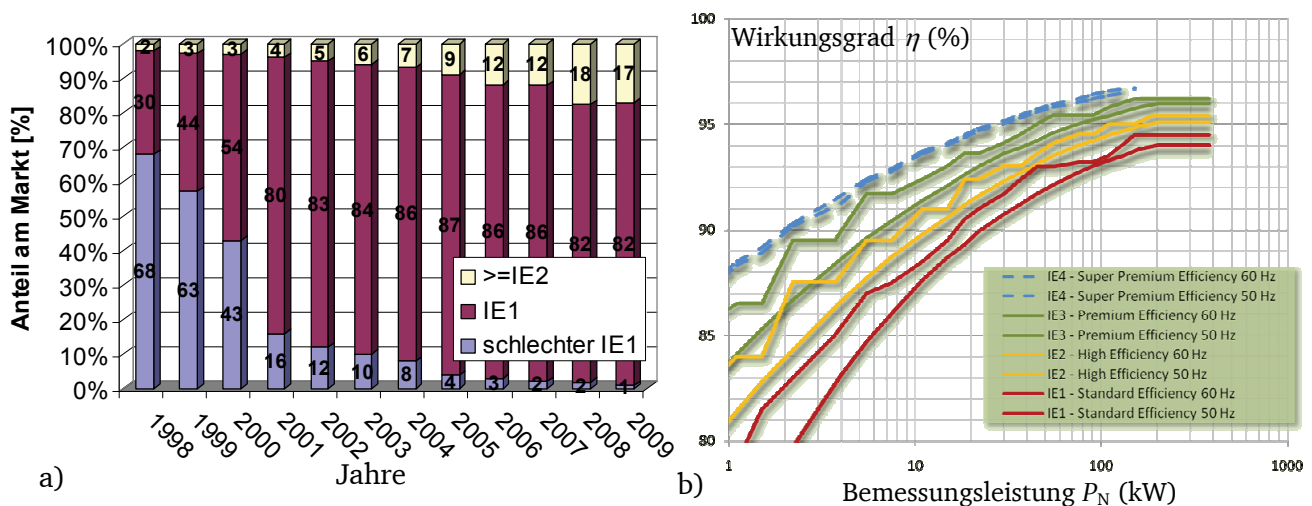 100%
90%
80%
70%
60%
50%
40%
30%
20%
10%
0%
Anteil am Markt [%]
2 3 3 4 5 6 7 9 12 12 18 17
30 44 54 80 83 84 86 87 86 86 82 82
68 63 43 16 12 10 8 4 3 2 2 1
>=IE2
IE1
schlechter IE1
1998 1999 2000 2001 2002 2003 2004 2005 2006 2007 2008 2009
Jahre
a)
Wirkungsgrad η (%)
100
95
90
85
80
IE4 - Super Premium Efficiency 60 Hz
IE4 - Super Premium Efficiency 50 Hz
IE3 - Premium Efficiency 60 Hz
IE3 - Premium Efficiency 50 Hz
IE2 - High Efficiency 60 Hz
IE2 - High Efficiency 50 Hz
IE1 - Standard Efficiency 60 Hz
IE1 - Standard Efficiency 50 Hz
1 10 100 1000
b)
Bemessungsleistung PN (kW)